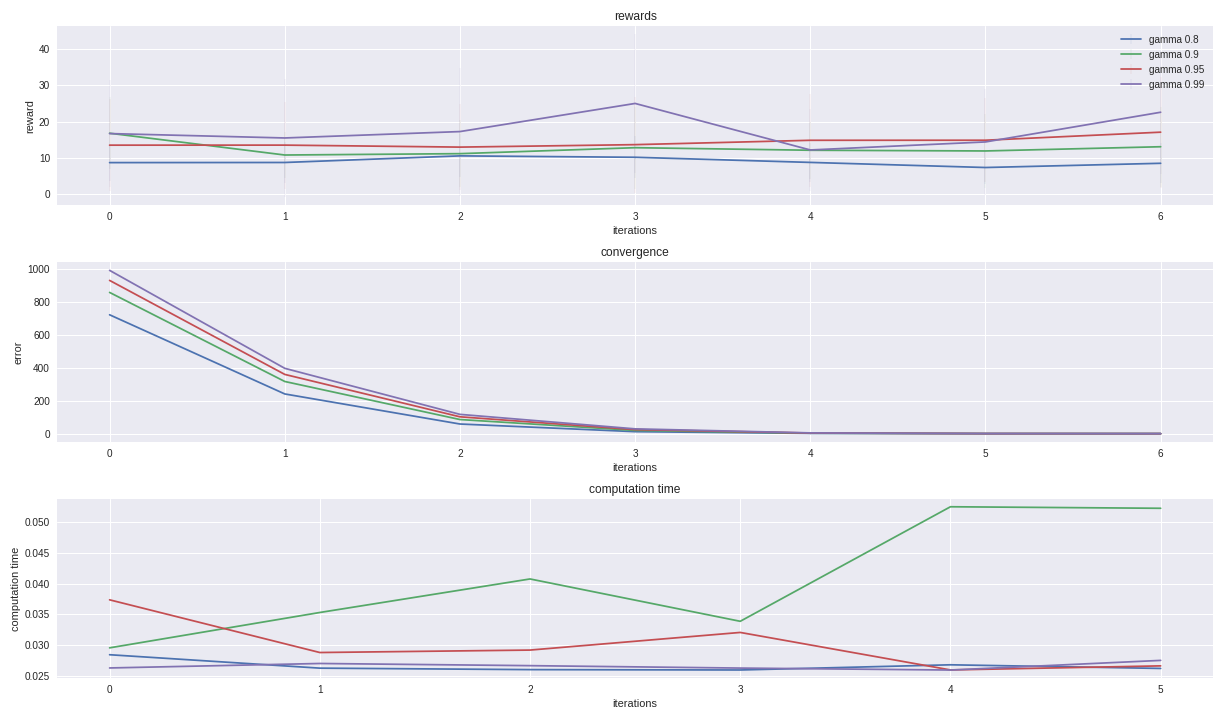 rewards
reward
40
30
20
10
0
gamma 0.8
gamma 0.9
gamma 0.95
gamma 0.99
0 1 2 3 4 5 6
iterations
convergence
error
1000
800
600
400
200
0
0 1 2 3 4 5 6
iterations
computation time
computation time
0.050
0.045
0.040
0.035
0.030
0.025
0 1 2 3 4 5
iterations